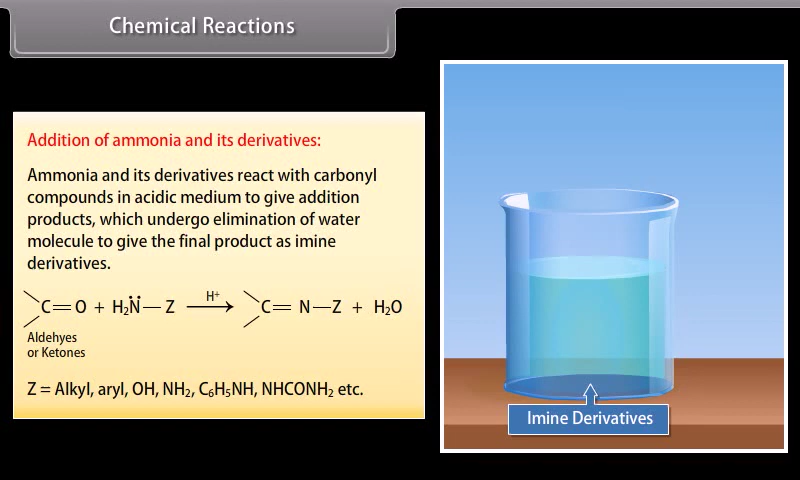 Chemical Reactions
Addition of ammonia and its derivatives:
Ammonia and its derivatives react with carbonyl
compounds in acidic medium to give addition
products, which undergo elimination of water
molecule to give the final product as imine
derivatives.
C=O + H₂N̈—Z —H⁺→ C=N—Z + H₂O
Aldehyes
or Ketones
Z = Alkyl, aryl, OH, NH₂, C₆H₅NH, NHCONH₂ etc.
Imine Derivatives